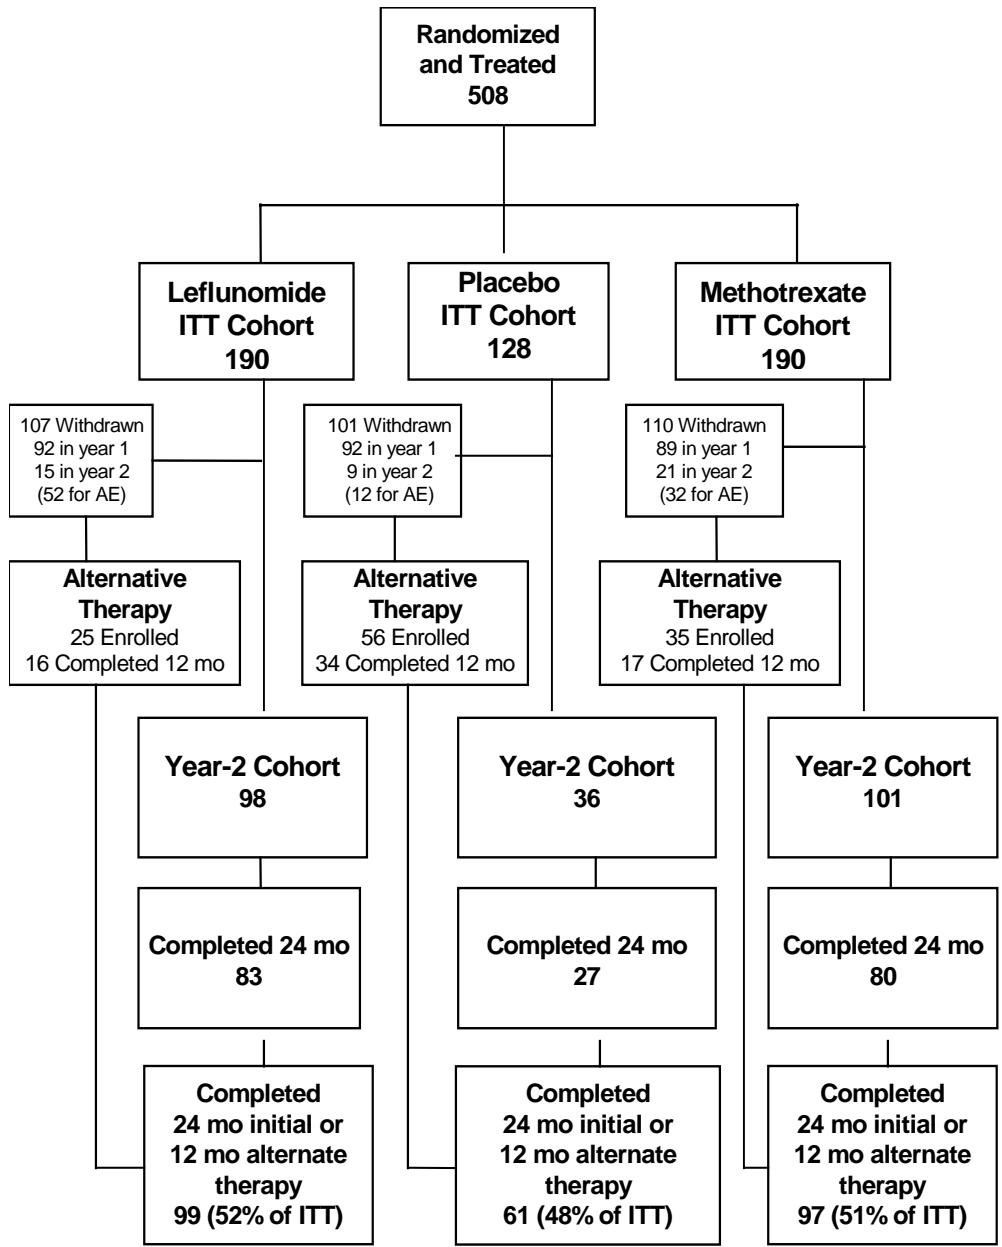 Randomized
and Treated
508
Leflunomide
ITT Cohort
190
Placebo
ITT Cohort
128
Methotrexate
ITT Cohort
190
107 Withdrawn
92 in year 1
15 in year 2
(52 for AE)
101 Withdrawn
92 in year 1
9 in year 2
(12 for AE)
110 Withdrawn
89 in year 1
21 in year 2
(32 for AE)
Alternative
Therapy
25 Enrolled
16 Completed 12 mo
Alternative
Therapy
56 Enrolled
34 Completed 12 mo
Alternative
Therapy
35 Enrolled
17 Completed 12 mo
Year-2 Cohort
98
Year-2 Cohort
36
Year-2 Cohort
101
Completed 24 mo
83
Completed 24 mo
27
Completed 24 mo
80
Completed
24 mo initial or
12 mo alternate
therapy
99 (52% of ITT)
Completed
24 mo initial or
12 mo alternate
therapy
61 (48% of ITT)
Completed
24 mo initial or
12 mo alternate
therapy
97 (51% of ITT)